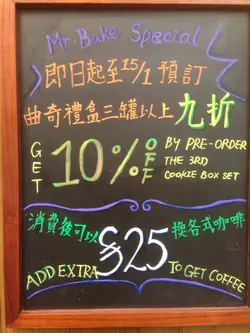 Mr. Bake Special
即日起至15/1預訂
曲奇禮盒三罐以上九折
GET 10% OFF BY PRE-ORDER
THE 3RD
COOKIE BOX SET
消費後可以 $25 換各式咖啡
ADD EXTRA TO GET COFFEE